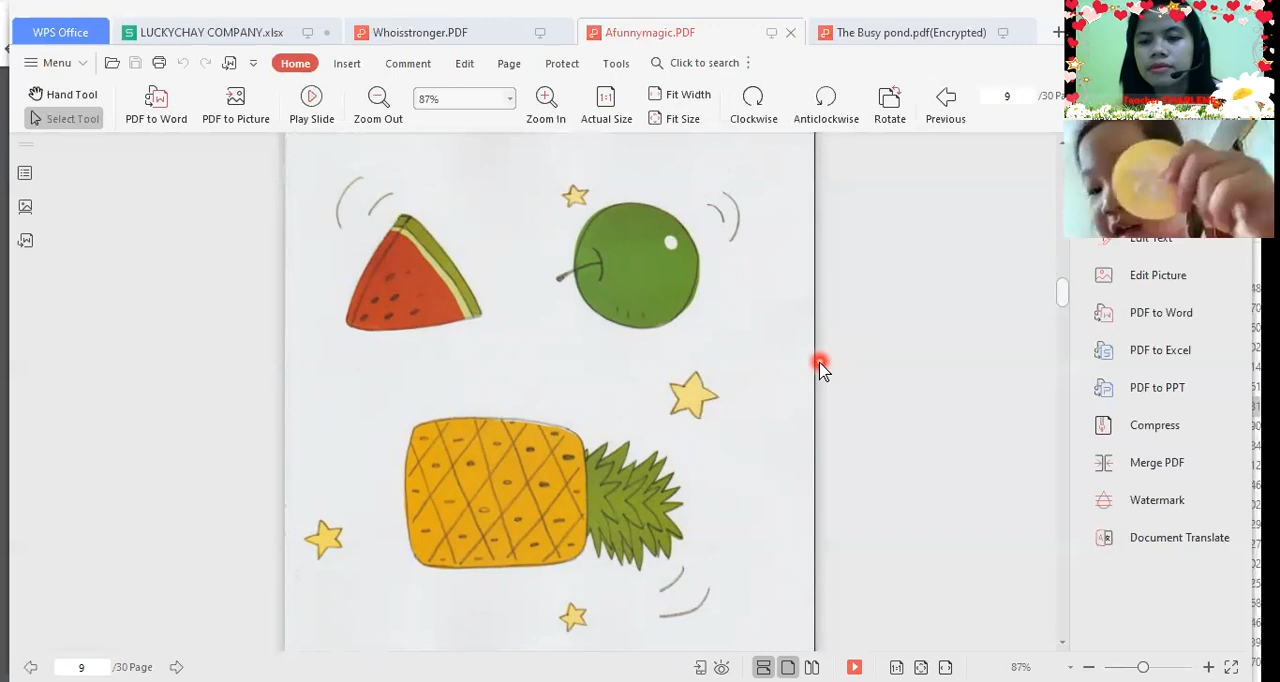 WPS Office
LUCKYCHAY COMPANY.xlsx
Whoisstronger.PDF
Afunnymagic.PDF
The Busy pond.pdf(Encrypted)
Menu
Home
Insert
Comment
Edit
Page
Protect
Tools
Click to search
Hand Tool
Select Tool
PDF to Word
PDF to Picture
Play Slide
Zoom Out
87%
Zoom In
Actual Size
1:1
Fit Width
Fit Size
Clockwise
Anticlockwise
Rotate
Previous
9
/30
Edit Text
Edit Picture
PDF to Word
PDF to Excel
PDF to PPT
Compress
Merge PDF
Watermark
Document Translate
9
/30 Page
87%